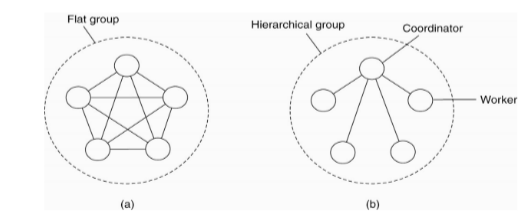 Flat group
Hierarchical group
Coordinator
Worker
(a)
(b)